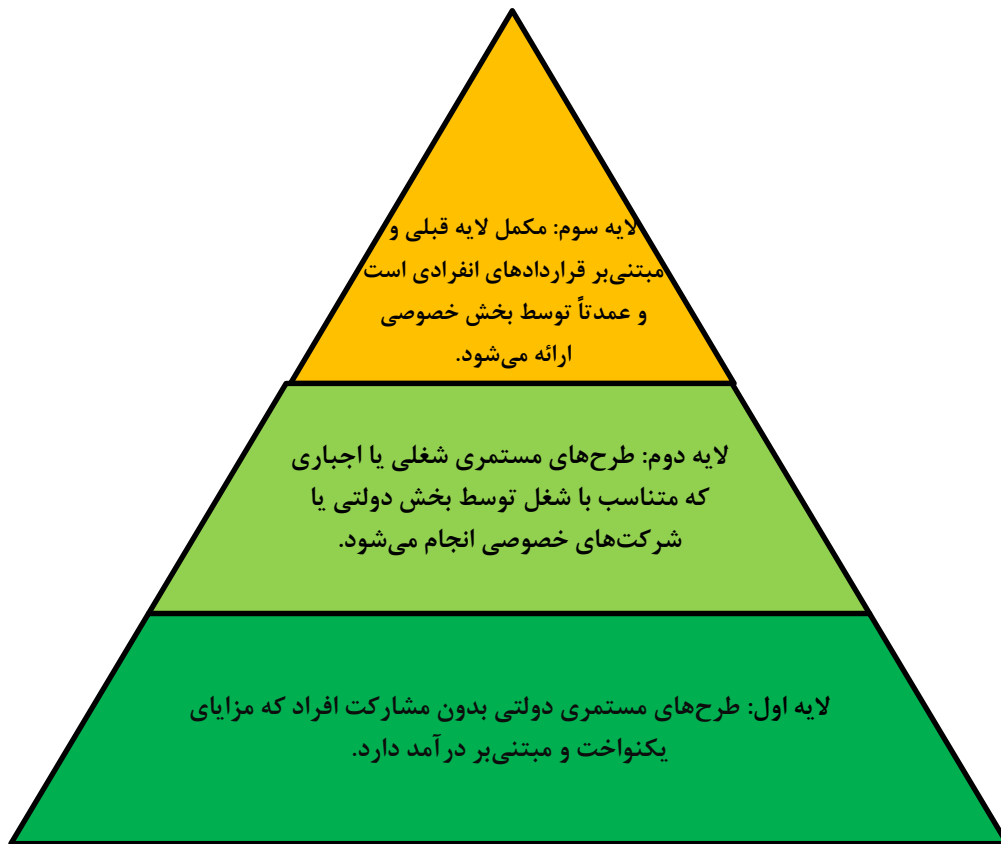 لایه سوم: مکمل لایه قبلی و
مبتنی‌بر قراردادهای انفرادی است
و عمدتاً توسط بخش خصوصی
ارائه می‌شود.
لایه دوم: طرح‌های مستمری شغلی یا اجباری
که متناسب با شغل توسط بخش دولتی یا
شرکت‌های خصوصی انجام می‌شود.
لایه اول: طرح‌های مستمری دولتی بدون مشارکت افراد که مزایای
یکنواخت و مبتنی‌بر درآمد دارد.